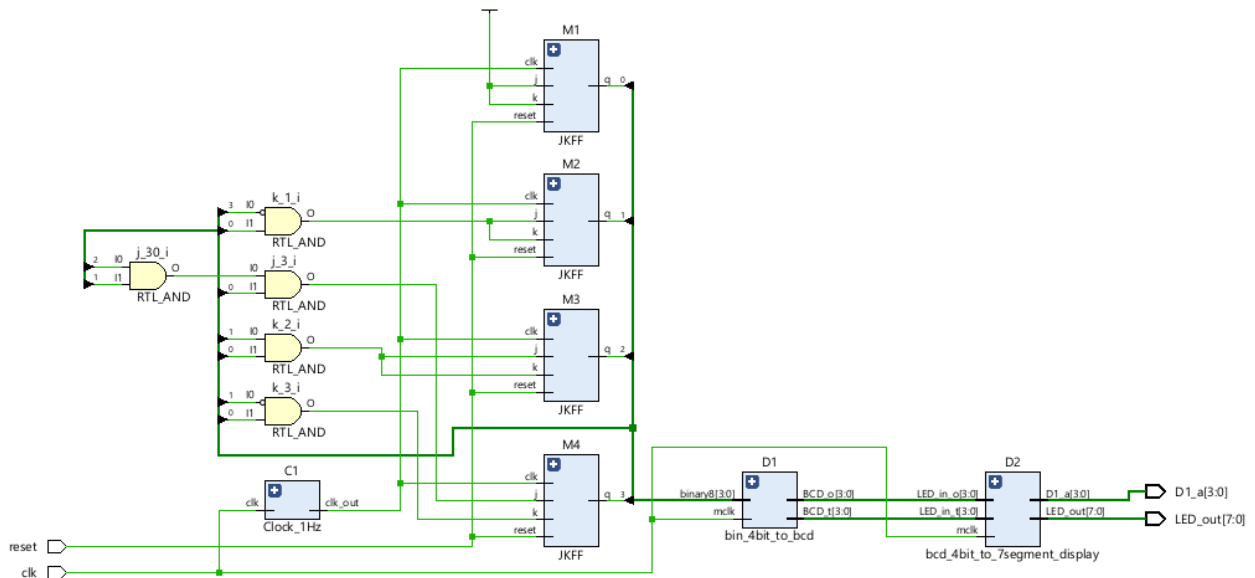 M1
clk
j
k
reset
q 0
JKFF
M2
clk
j
k
reset
q 1
JKFF
k_1_i
3 I0
0 I1
O
RTL_AND
j_30_i
2 I0
1 I1
O
RTL_AND
j_3_i
I0
0 I1
O
RTL_AND
M3
clk
j
k
reset
q 2
JKFF
k_2_i
1 I0
0 I1
O
RTL_AND
k_3_i
1 I0
0 I1
O
RTL_AND
M4
clk
j
k
reset
q 3
JKFF
C1
clk
clk_out
Clock_1Hz
D1
binary8[3:0]
mclk
BCD_o[3:0]
BCD_t[3:0]
bin_4bit_to_bcd
D2
LED_in_o[3:0]
LED_in_t[3:0]
mclk
D1_a[3:0]
LED_out[7:0]
bcd_4bit_to_7segment_display
D1_a[3:0]
LED_out[7:0]
reset
clk